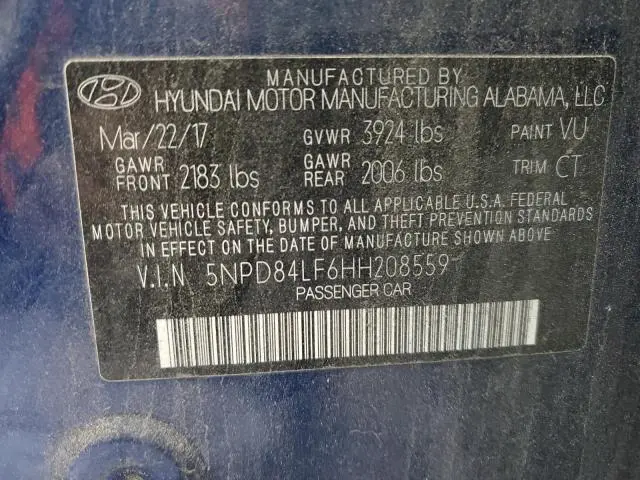 MANUFACTURED BY
HYUNDAI MOTOR MANUFACTURING ALABAMA, LLC
Mar/22/17 GVWR 3924 lbs PAINT VU
GAWR FRONT 2183 lbs GAWR REAR 2006 lbs TRIM CT
THIS VEHICLE CONFORMS TO ALL APPLICABLE U.S.A. FEDERAL
MOTOR VEHICLE SAFETY, BUMPER, AND THEFT PREVENTION STANDARDS
IN EFFECT ON THE DATE OF MANUFACTURE SHOWN ABOVE.
V.I.N 5NPD84LF6HH208559
PASSENGER CAR